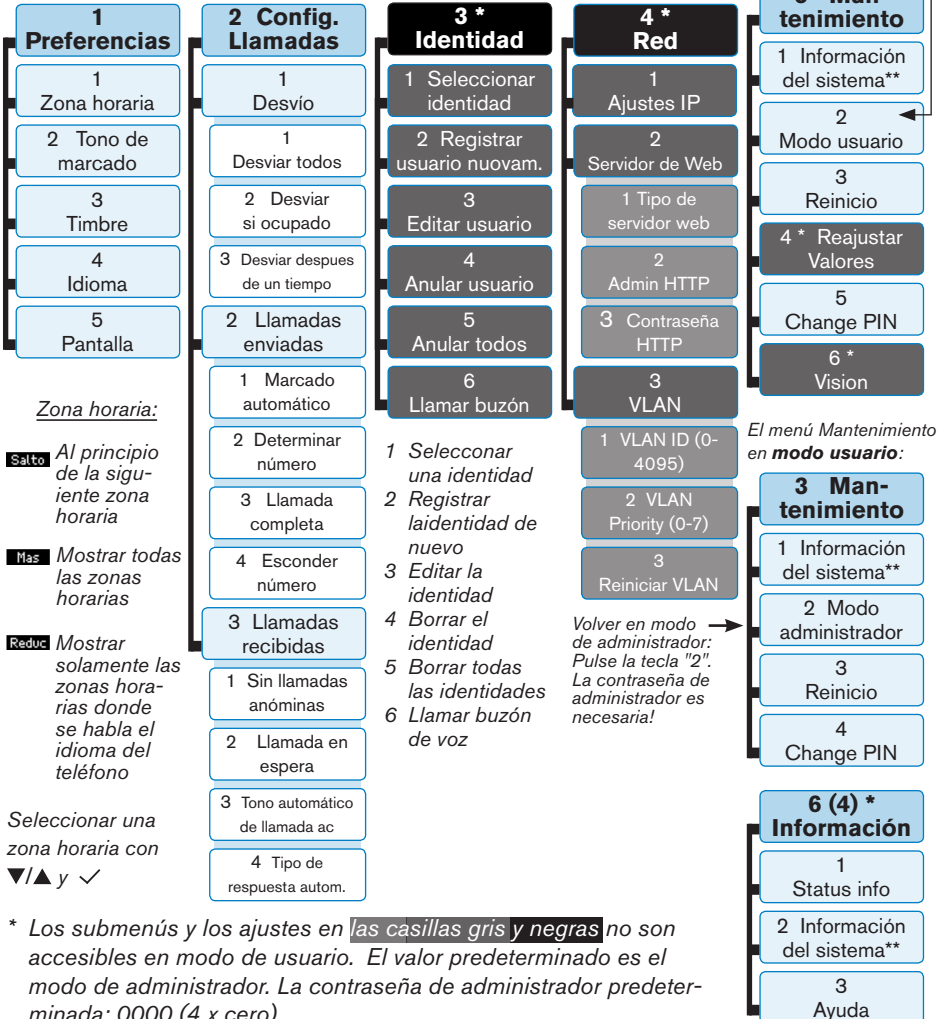 1
Preferencias
1
Zona horaria
2 Tono de
marcado
3
Timbre
4
Idioma
5
Pantalla
Zona horaria:
Salto Al principio
de la sigu-
iente zona
horaria
Mas Mostrar todas
las zonas
horarias
Reduc Mostrar
solamente las
zonas hora-
rias donde
se habla el
idioma del
teléfono
Seleccionar una
zona horaria con
▼/▲ y ✓
2 Config.
Llamadas
1
Desvío
1
Desviar todos
2 Desviar
si ocupado
3 Desviar despues
de un tiempo
2 Llamadas
enviadas
1 Marcado
automático
2 Determinar
número
3 Llamada
completa
4 Esconder
número
3 Llamadas
recibidas
1 Sin llamadas
anóminas
2 Llamada en
espera
3 Tono automático
de llamada ac
4 Tipo de
respuesta autom.
3 *
Identidad
1 Seleccionar
identidad
2 Registrar
usuario nuovam.
3
Editar usuario
4
Anular usuario
5
Anular todos
6
Llamar buzón
1 Selecconar
una identidad
2 Registrar
laidentidad de
nuevo
3 Editar la
identidad
4 Borrar el
identidad
5 Borrar todas
las identidades
6 Llamar buzón
de voz
4 *
Red
1
Ajustes IP
2
Servidor de Web
1 Tipo de
servidor web
2
Admin HTTP
3 Contraseña
HTTP
3
VLAN
1 VLAN ID (0-
4095)
2 VLAN
Priority (0-7)
3
Reiniciar VLAN
Volver en modo
de administrador:
Pulse la tecla "2".
La contraseña de
administrador es
necesaria!
tenimiento
1 Información
del sistema**
2
Modo usuario
3
Reinicio
4 * Reajustar
Valores
5
Change PIN
6 *
Vision
El menú Mantenimiento
en modo usuario:
3 Man-
tenimiento
1 Información
del sistema**
2 Modo
administrador
3
Reinicio
4
Change PIN
6 (4) *
Información
1
Status info
2 Información
del sistema**
3
Ayuda
* Los submenús y los ajustes en las casillas gris y negras no son
accesibles en modo de usuario. El valor predeterminado es el
modo de administrador. La contraseña de administrador predeter-
minada: 0000 (4 x cero)